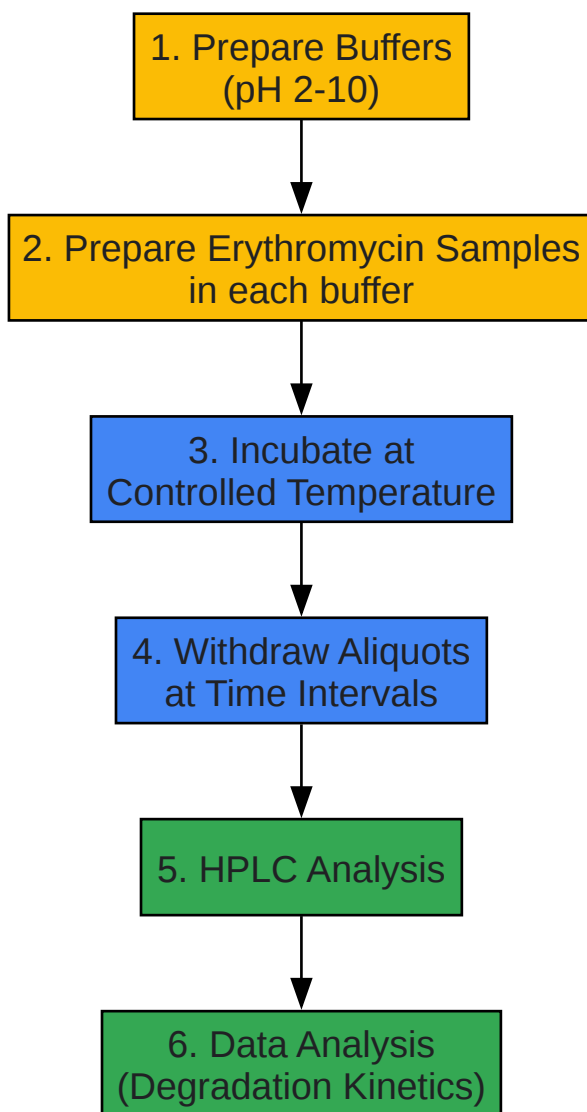 1. Prepare Buffers
(pH 2-10)
2. Prepare Erythromycin Samples
in each buffer
3. Incubate at
Controlled Temperature
4. Withdraw Aliquots
at Time Intervals
5. HPLC Analysis
6. Data Analysis
(Degradation Kinetics)